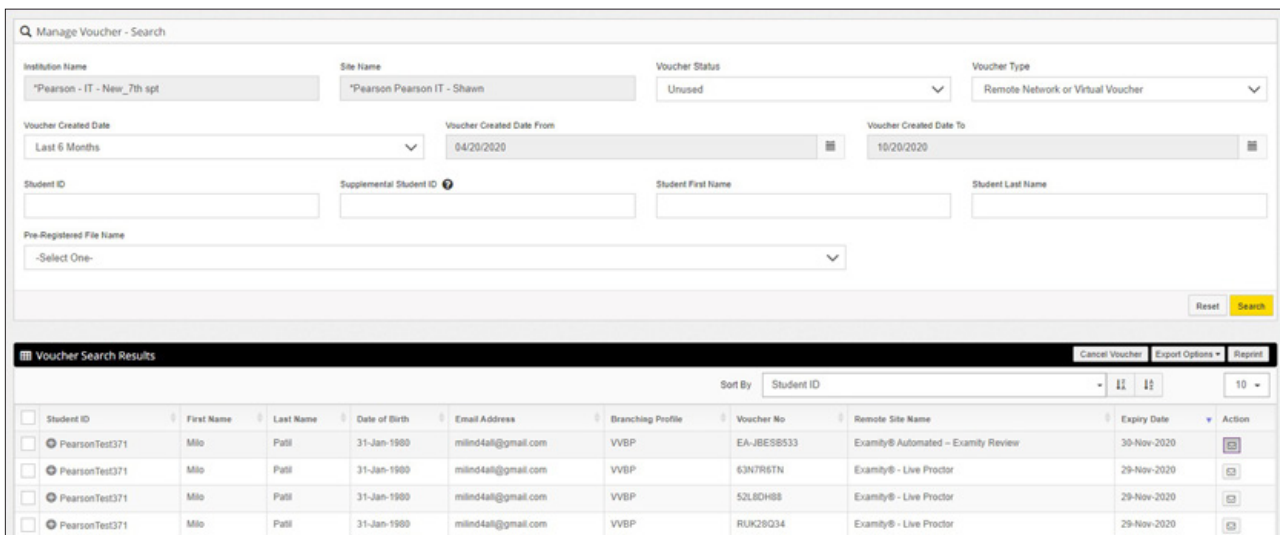 Manage Voucher - Search
Institution Name Site Name Voucher Status Voucher Type
*Pearson - IT - New_7th spt *Pearson Pearson IT - Shawn Unused Remote Network or Virtual Voucher
Voucher Created Date Voucher Created Date From Voucher Created Date To
Last 6 Months 04/20/2020 10/20/2020
Student ID Supplemental Student ID Student First Name Student Last Name
Pre-Registered File Name
-Select One-
Reset Search
Voucher Search Results Cancel Voucher Export Options Reprint
Sort By Student ID 10
Student ID First Name Last Name Date of Birth Email Address Branching Profile Voucher No Remote Site Name Expiry Date Action
PearsonTest371 Milo Patil 31-Jan-1980 milind4all@gmail.com VVBP EA-JBESB533 Examity® Automated – Examity Review 30-Nov-2020
PearsonTest371 Milo Patil 31-Jan-1980 milind4all@gmail.com VVBP 63N7R6TN Examity® - Live Proctor 29-Nov-2020
PearsonTest371 Milo Patil 31-Jan-1980 milind4all@gmail.com VVBP 52L8DH88 Examity® - Live Proctor 29-Nov-2020
PearsonTest371 Milo Patil 31-Jan-1980 milind4all@gmail.com VVBP RUK28Q34 Examity® - Live Proctor 29-Nov-2020